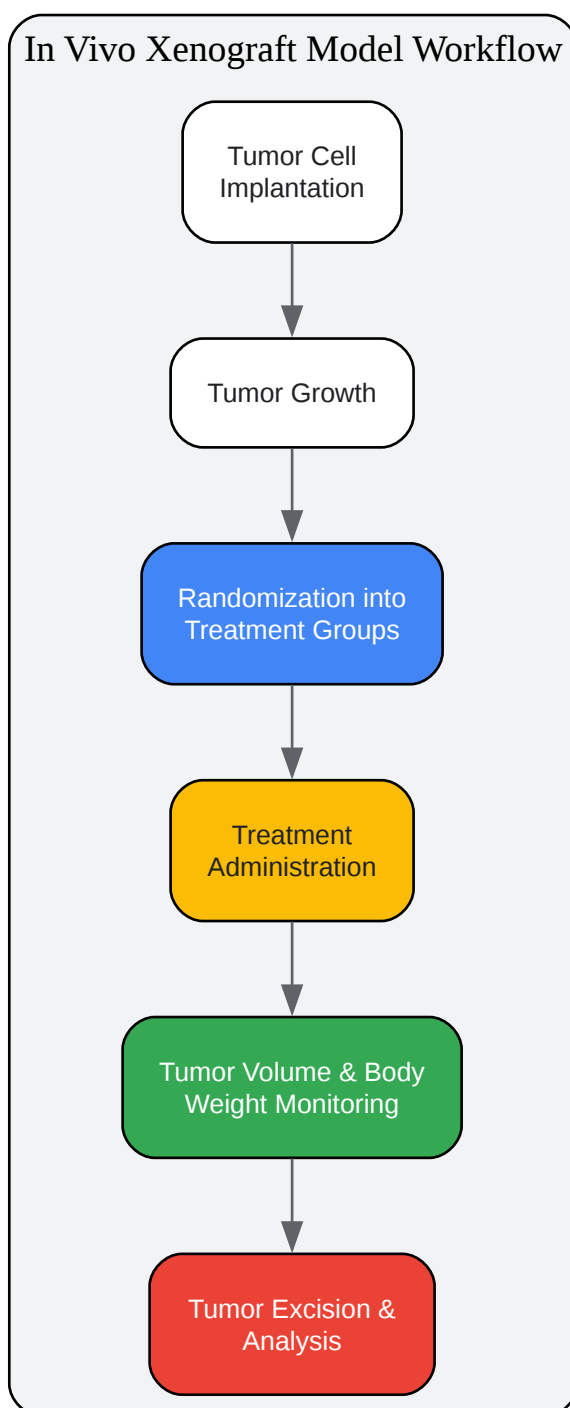 In Vivo Xenograft Model Workflow
Tumor Cell
Implantation
Tumor Growth
Randomization into
Treatment Groups
Treatment
Administration
Tumor Volume & Body
Weight Monitoring
Tumor Excision &
Analysis